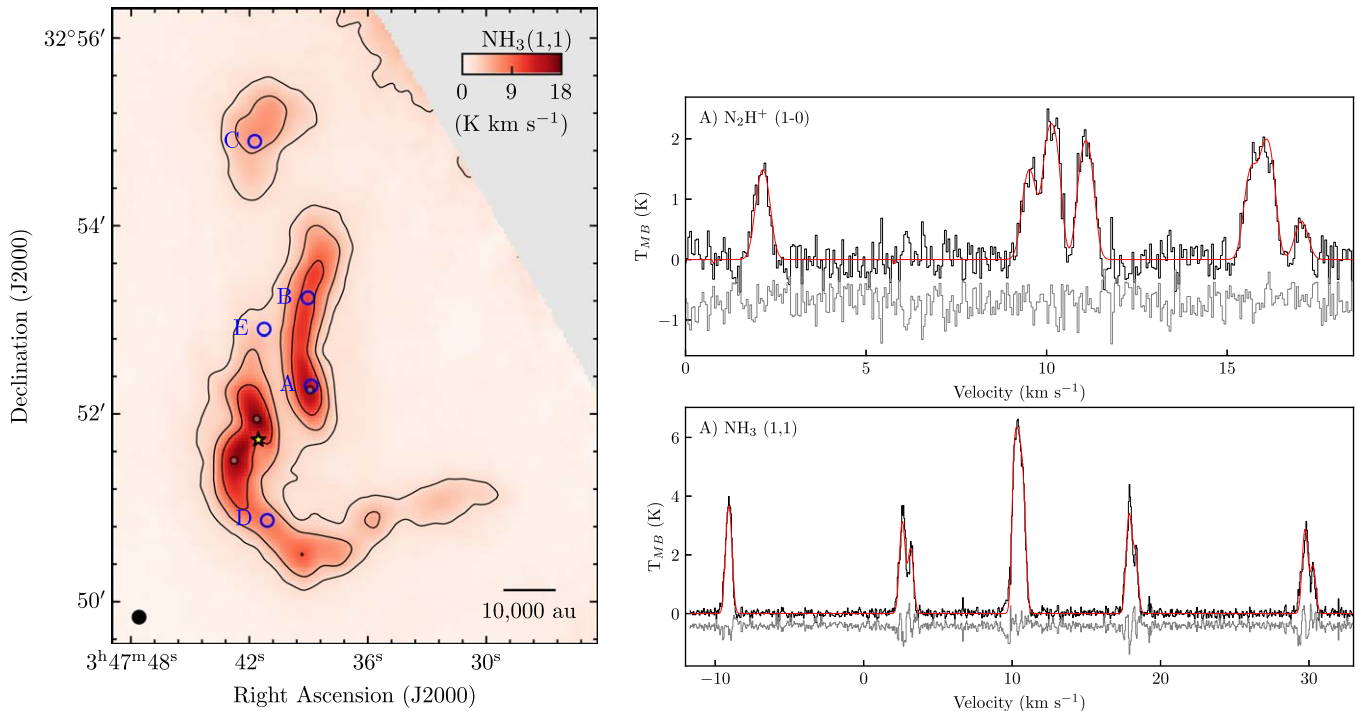 32°56′
54′
52′
50′
3ʰ47ᵐ48ˢ
42ˢ
36ˢ
30ˢ
Right Ascension (J2000)
Declination (J2000)
NH₃(1,1)
0 9 18
(K km s⁻¹)
C
B
E
A
D
10,000 au
A) N₂H⁺ (1-0)
2
1
0
−1
T_MB (K)
0 5 10 15
Velocity (km s⁻¹)
A) NH₃ (1,1)
6
4
2
0
T_MB (K)
−10 0 10 20 30
Velocity (km s⁻¹)